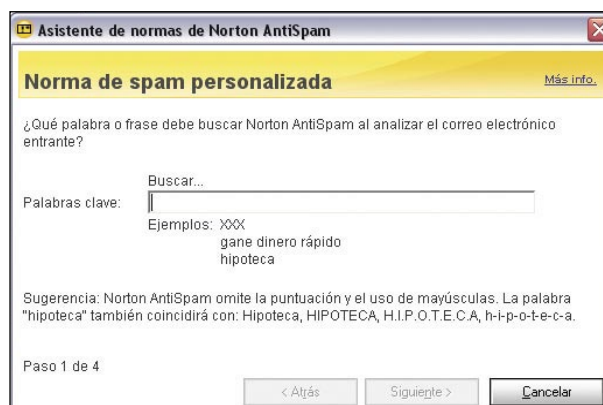 Asistente de normas de Norton AntiSpam
Norma de spam personalizada
Más info.
¿Qué palabra o frase debe buscar Norton AntiSpam al analizar el correo electrónico
entrante?
Buscar...
Palabras clave:
Ejemplos: XXX
gane dinero rápido
hipoteca
Sugerencia: Norton AntiSpam omite la puntuación y el uso de mayúsculas. La palabra
"hipoteca" también coincidirá con: Hipoteca, HIPOTECA, H.I.P.O.T.E.C.A, h-i-p-o-t-e-c-a.
Paso 1 de 4
< Atrás
Siguiente >
Cancelar